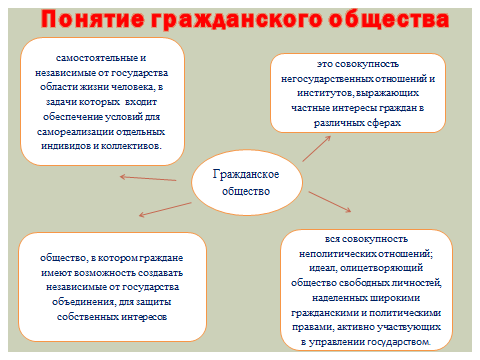 Понятие гражданского общества
самостоятельные и
независимые от государства
области жизни человека, в
задачи которых входит
обеспечение условий для
самореализации отдельных
индивидов и коллективов.
это совокупность
негосударственных отношений и
институтов, выражающих
частные интересы граждан в
различных сферах
Гражданское
общество
общество, в котором граждане
имеют возможность создавать
независимые от государства
объединения, для защиты
собственных интересов
вся совокупность
неполитических отношений;
идеал, олицетворяющий
общество свободных личностей,
наделенных широкими
гражданскими и политическими
правами, активно участвующих
в управлении государством.